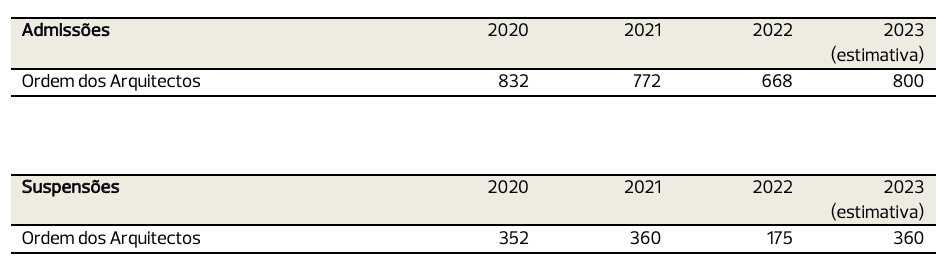 Admissões 2020 2021 2022 2023
(estimativa)
Ordem dos Arquitectos 832 772 668 800
Suspensões 2020 2021 2022 2023
(estimativa)
Ordem dos Arquitectos 352 360 175 360